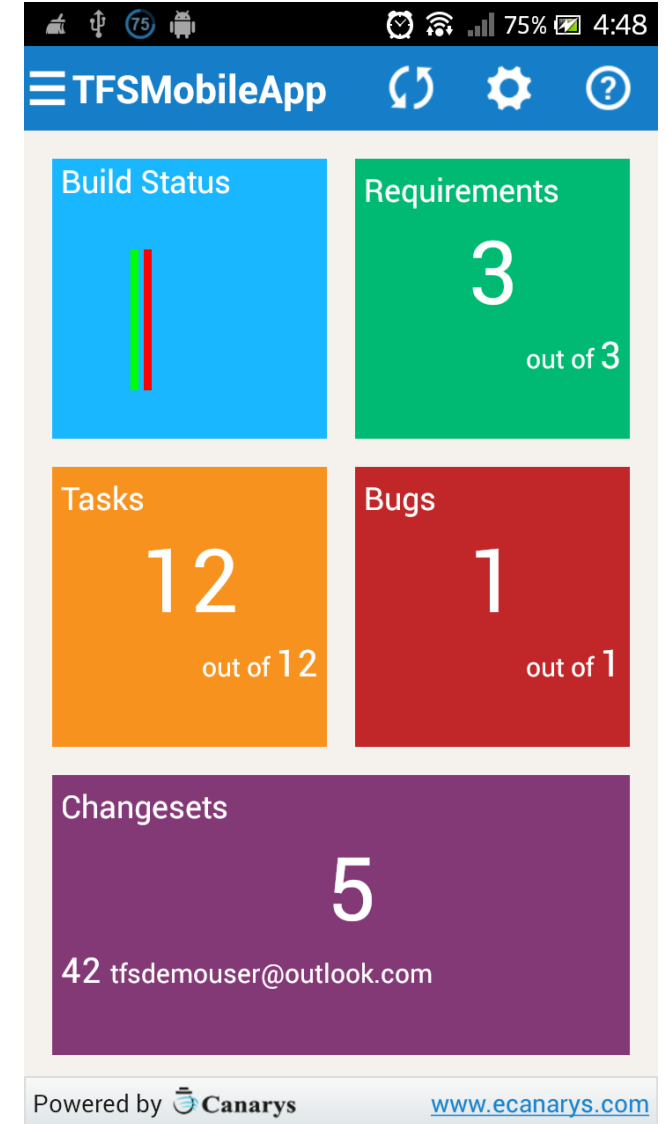 75 75% 4:48
TFSMobileApp ?
Build Status
Requirements
3
out of 3
Tasks
12
out of 12
Bugs
1
out of 1
Changesets
5
42 tfsdemouser@outlook.com
Powered by Canarys www.ecanarys.com